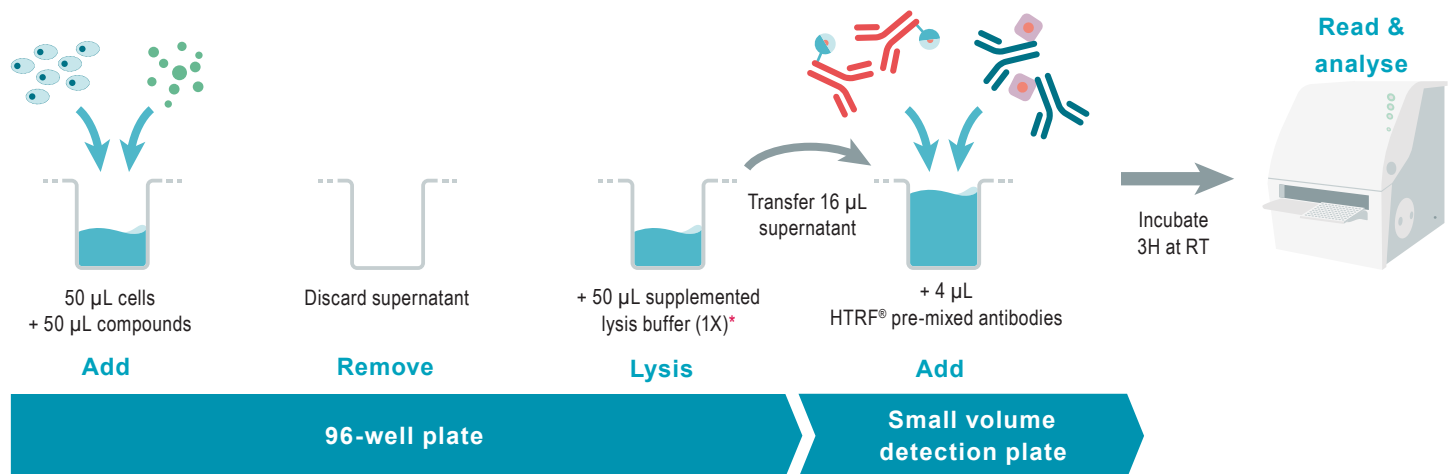 50 µL cells
+ 50 µL compounds
Add
Discard supernatant
Remove
+ 50 µL supplemented
lysis buffer (1X)*
Lysis
Transfer 16 µL
supernatant
+ 4 µL
HTRF® pre-mixed antibodies
Add
Incubate
3H at RT
Read &
analyse
96-well plate
Small volume
detection plate